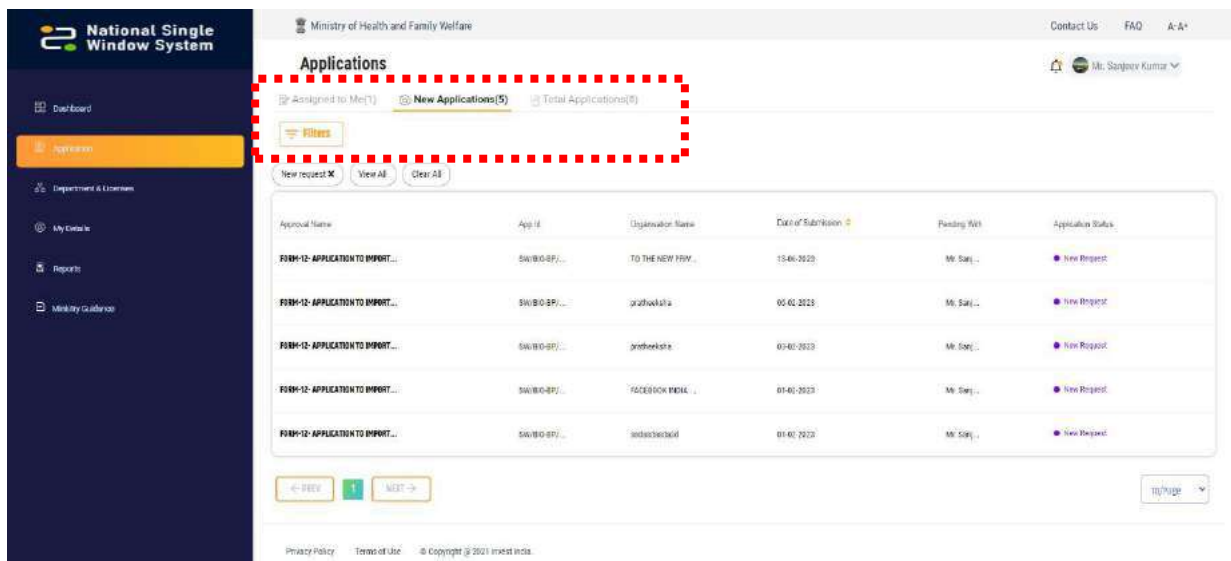 National Single
Window System
Ministry of Health and Family Welfare
Contact Us FAQ A-A+
Applications
Mr. Sanjeev Kumar
Assigned to Me(1) New Applications(5) Total Applications(8)
Dashboard
Filters
Application
New request ✖ View All Clear All
Department & Licenses
Approval Name App Id Organisation Name Date of Submission Pending With Application Status
My Details
FORM-12- APPLICATION TO IMPORT... SW/BIO-BP/... TO THE NEW PRIV... Mr. Sanj... New Request
Reports
FORM-12- APPLICATION TO IMPORT... SW/BIO-BP/... pratheeksha 05-02-2023 Mr. Sanj... New Request
Ministry Guidance
FORM-12- APPLICATION TO IMPORT... SW/BIO-BP/... pratheeksha 03-02-2023 Mr. Sanj... New Request
FORM-12- APPLICATION TO IMPORT... SW/BIO-BP/... FACEBOOK INDIA ... 01-02-2023 Mr. Sanj... New Request
FORM-12- APPLICATION TO IMPORT... SW/BIO-BP/... 01-02-2023 Mr. Sanj... New Request
← PREV 1 NEXT → 10/Page
Privacy Policy Terms of Use © Copyright @ 2021 Invest India.